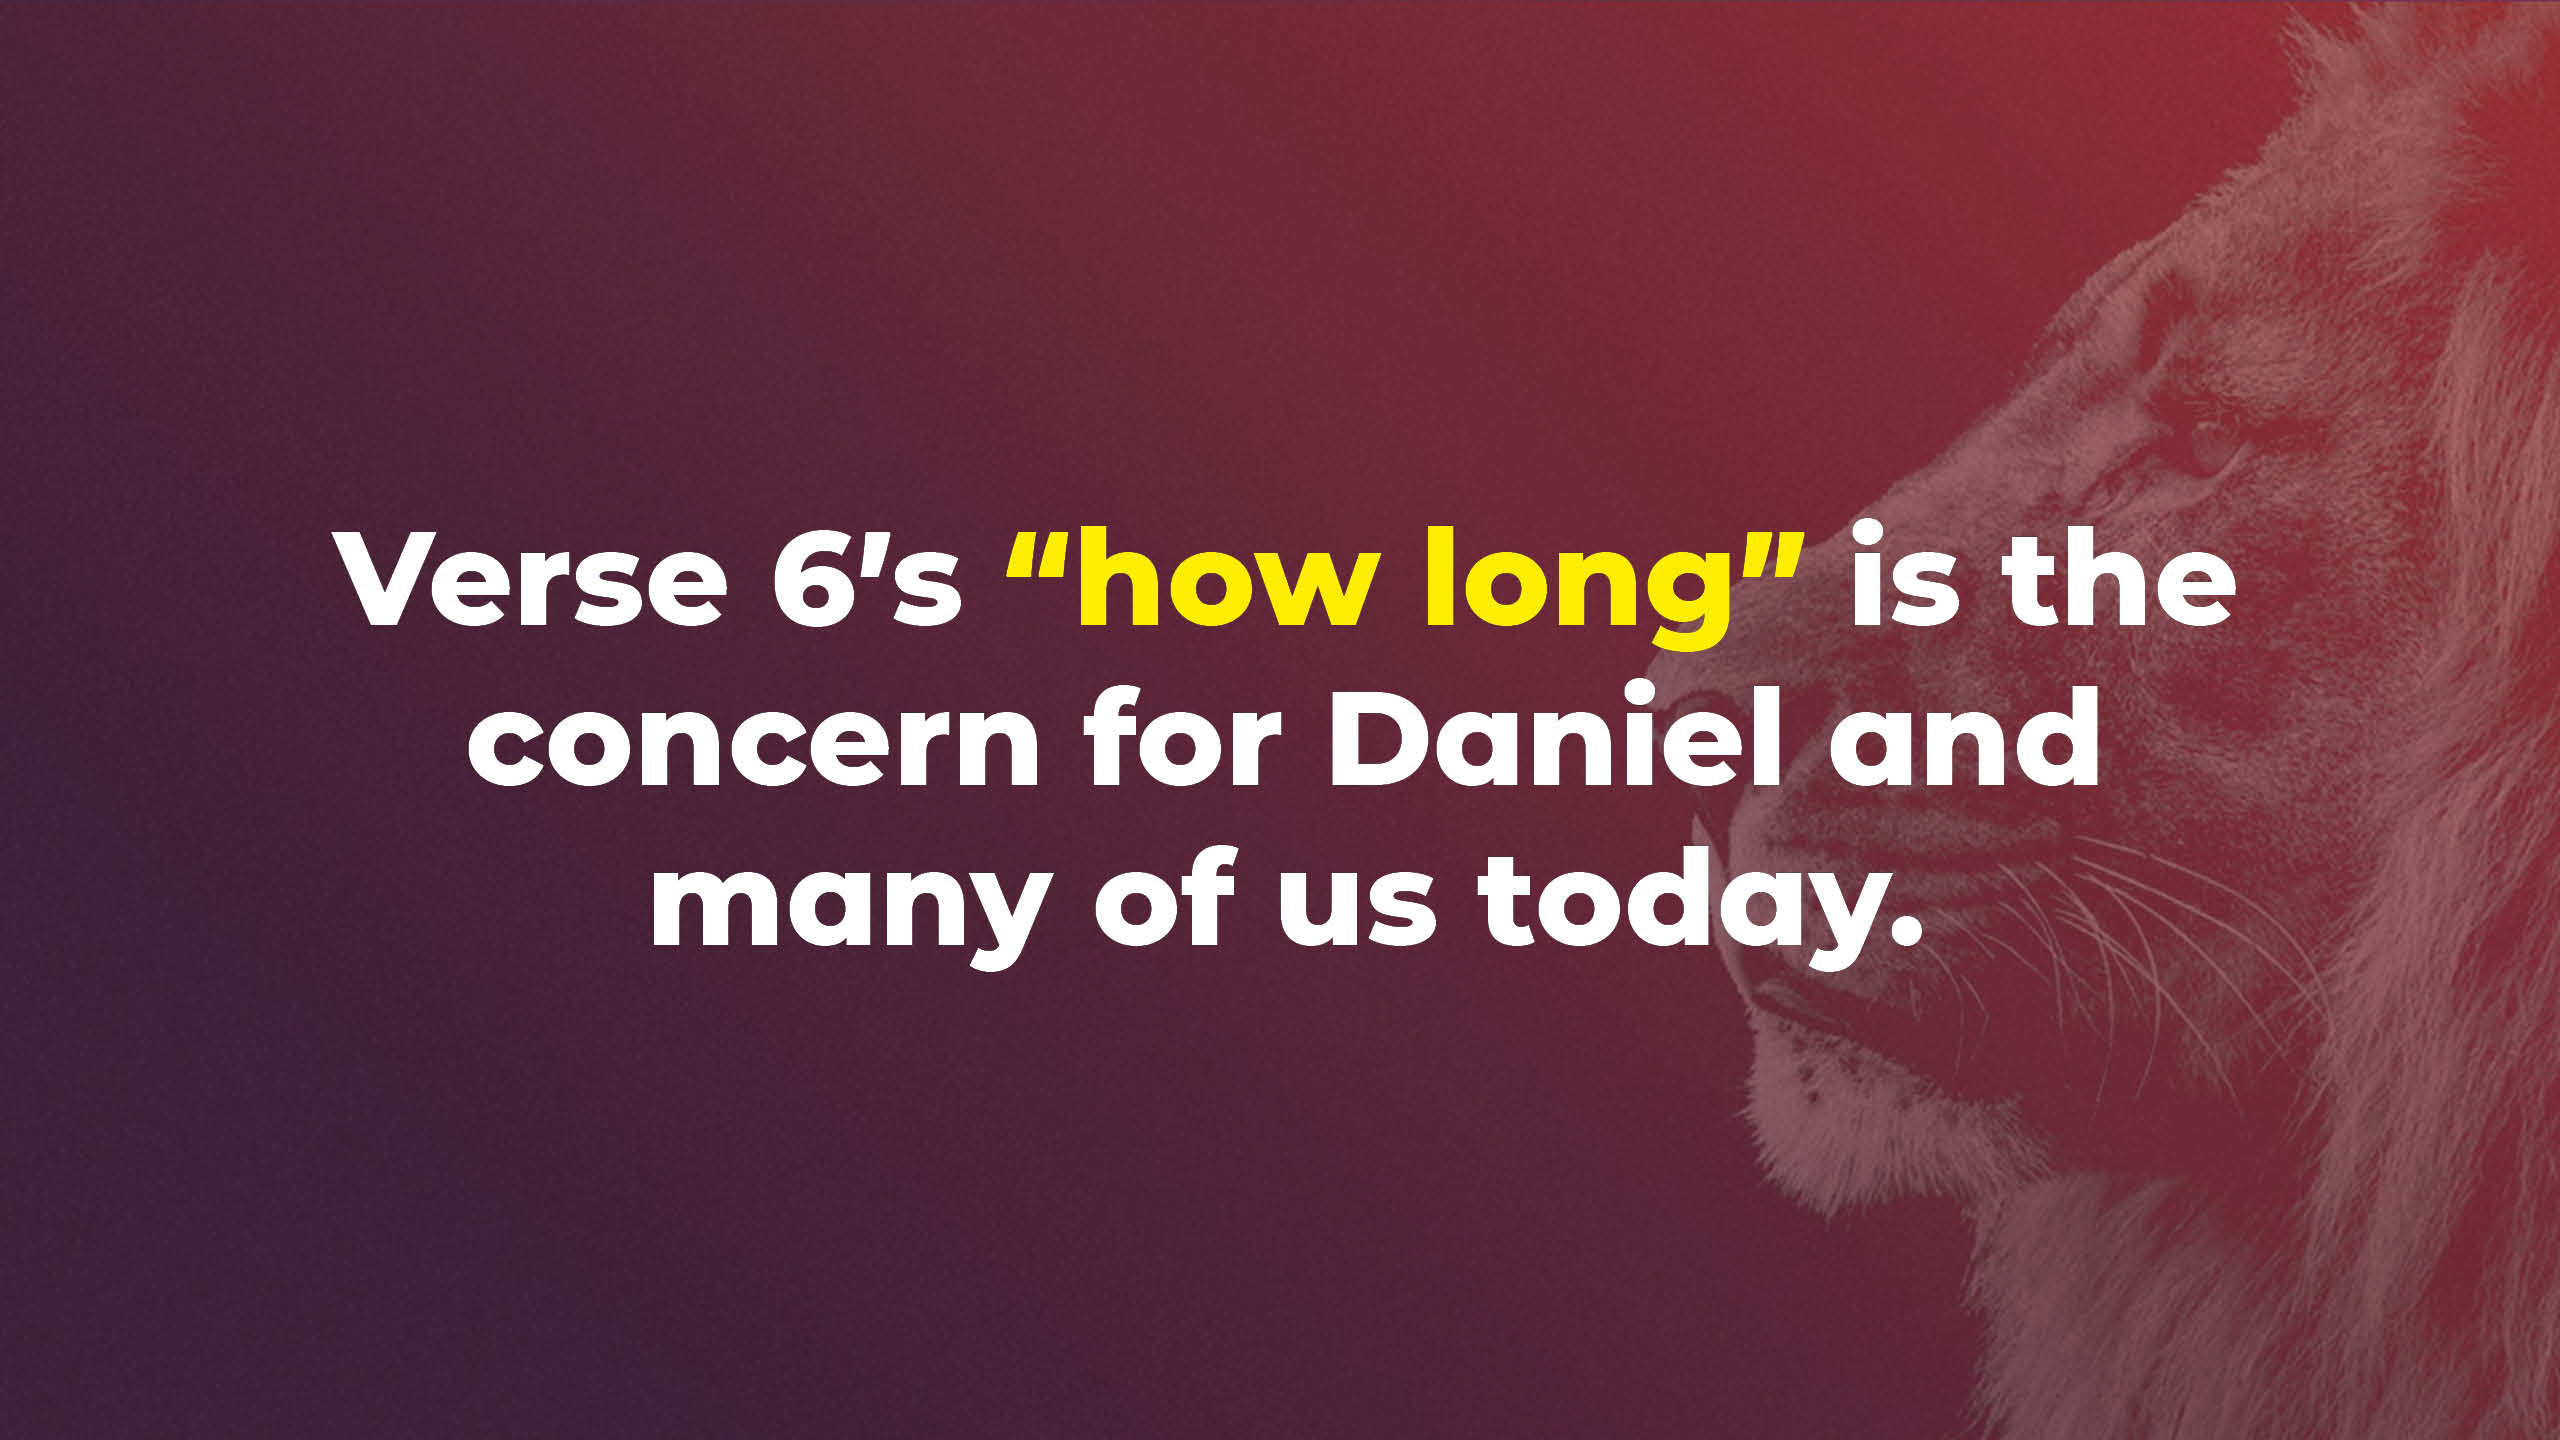 Verse 6’s “how long” is the
concern for Daniel and
many of us today.